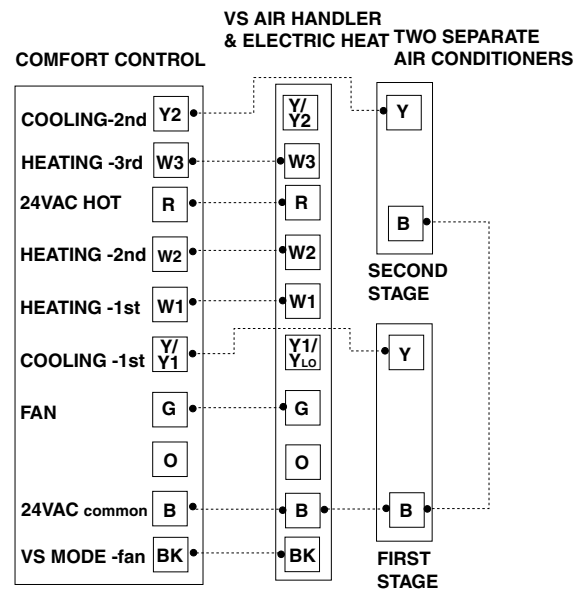 VS AIR HANDLER
& ELECTRIC HEAT
TWO SEPARATE
AIR CONDITIONERS
COMFORT CONTROL
COOLING-2nd Y2 Y/ Y2 Y
HEATING -3rd W3 W3
24VAC HOT R R
B
HEATING -2nd W2 W2
SECOND
STAGE
HEATING -1st W1 W1
COOLING -1st Y/ Y1 Y1/ YLO Y
FAN G G
O O
24VAC common B B B
VS MODE -fan BK BK
FIRST
STAGE